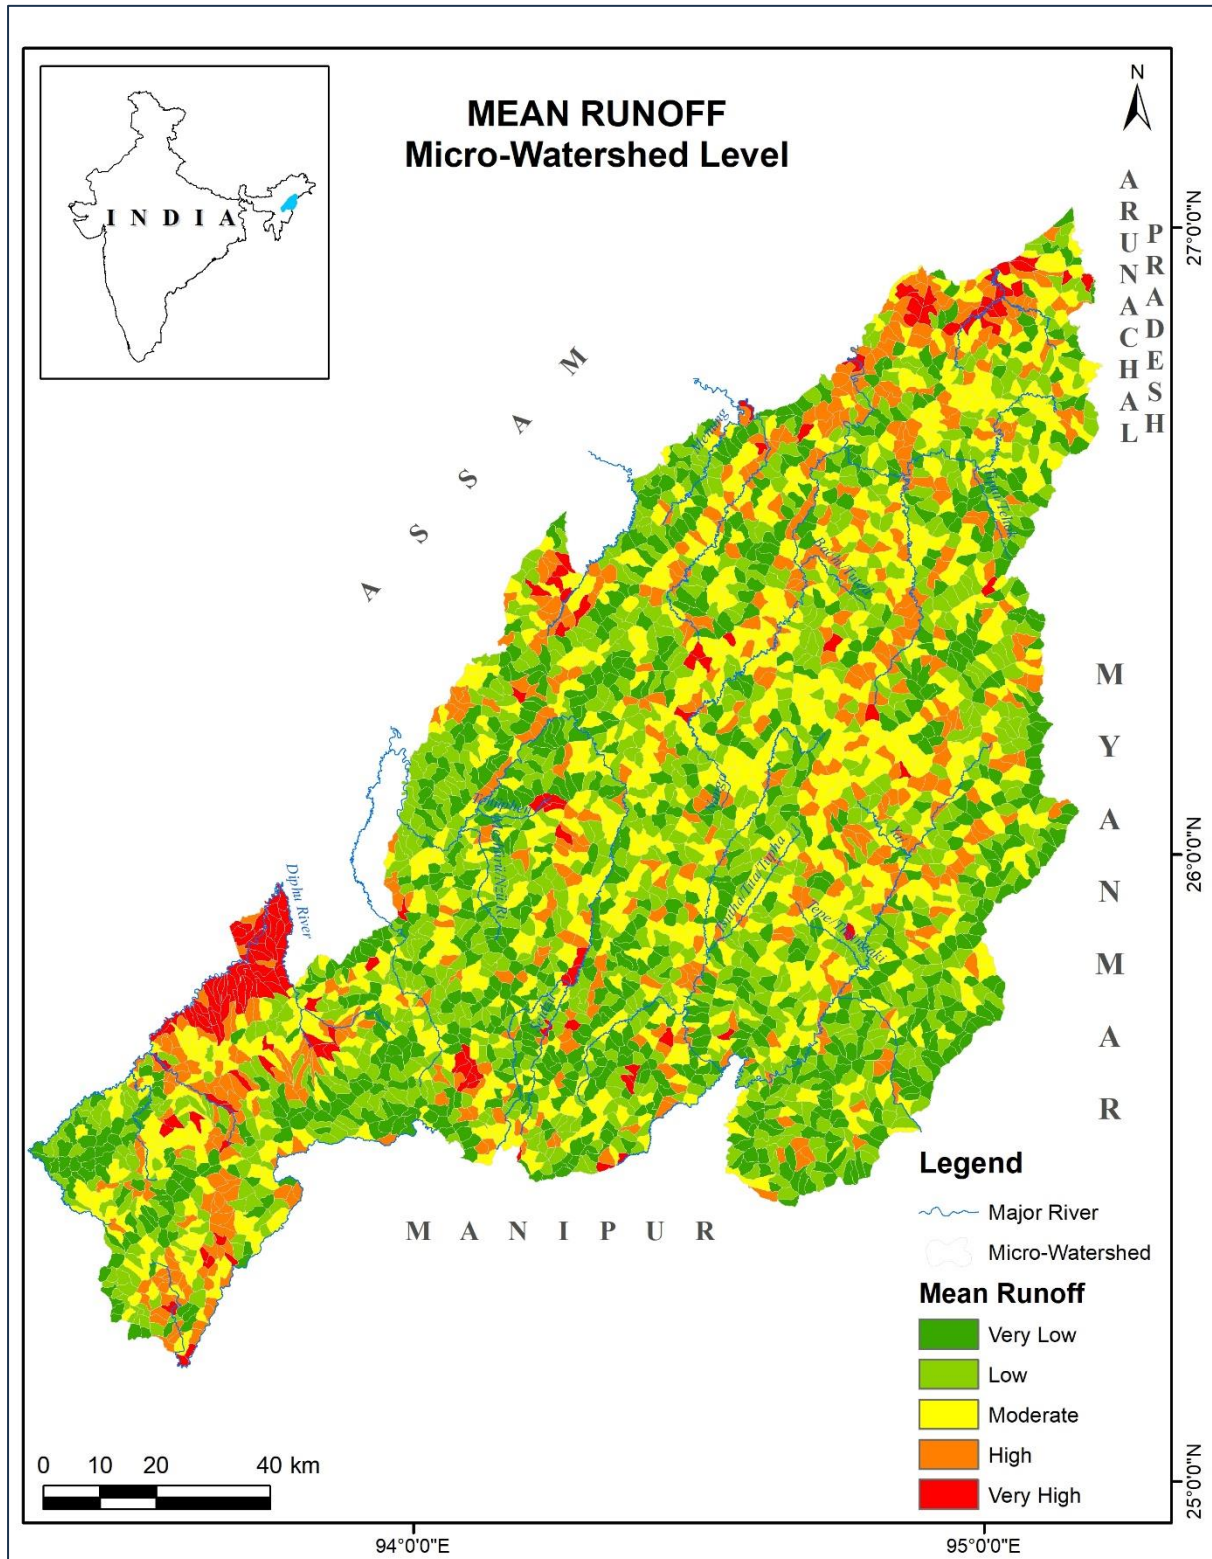 MEAN RUNOFF
Micro-Watershed Level
N
INDIA
ARUNACHAL
PRADESH
27°0'0"N
ASSAM
Menung
MYANMAR
26°0'0"N
Diphu River
MANIPUR
Legend
Major River
Micro-Watershed
Mean Runoff
Very Low
Low
Moderate
High
Very High
0 10 20 40 km
25°0'0"N
94°0'0"E
95°0'0"E